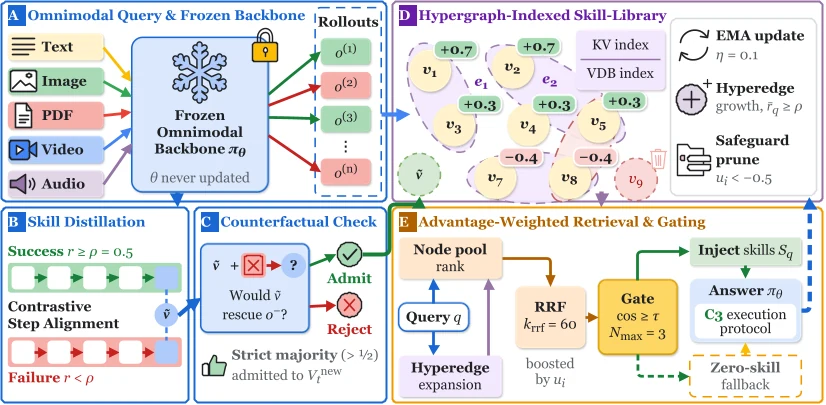 A Omnimodal Query & Frozen Backbone
Text
Image
PDF
Video
Audio
Frozen
Omnimodal
Backbone πθ
θ never updated
Rollouts
o(1)
o(2)
o(3)
⋮
o(n)
D Hypergraph-Indexed Skill-Library
+0.7
+0.7
v1
v2
e1
e2
KV index
VDB index
+0.3
+0.3
+0.3
v3
v4
v5
−0.4
−0.4
ṽ
v7
v8
v9
EMA update
η = 0.1
Hyperedge
growth, r̄q ≥ ρ
Safeguard
prune
ui < −0.5
B Skill Distillation
Success r ≥ ρ = 0.5
Contrastive
Step Alignment
ṽ
Failure r < ρ
C Counterfactual Check
ṽ + ?
Would ṽ
rescue o−?
Admit
Reject
Strict majority (> ½)
admitted to Vtnew
E Advantage-Weighted Retrieval & Gating
Node pool
rank
Query q
Hyperedge
expansion
RRF
krrf = 60
boosted
by ui
Gate
cos ≥ τ
Nmax = 3
Inject skills Sq
Answer πθ
C3 execution
protocol
Zero-skill
fallback